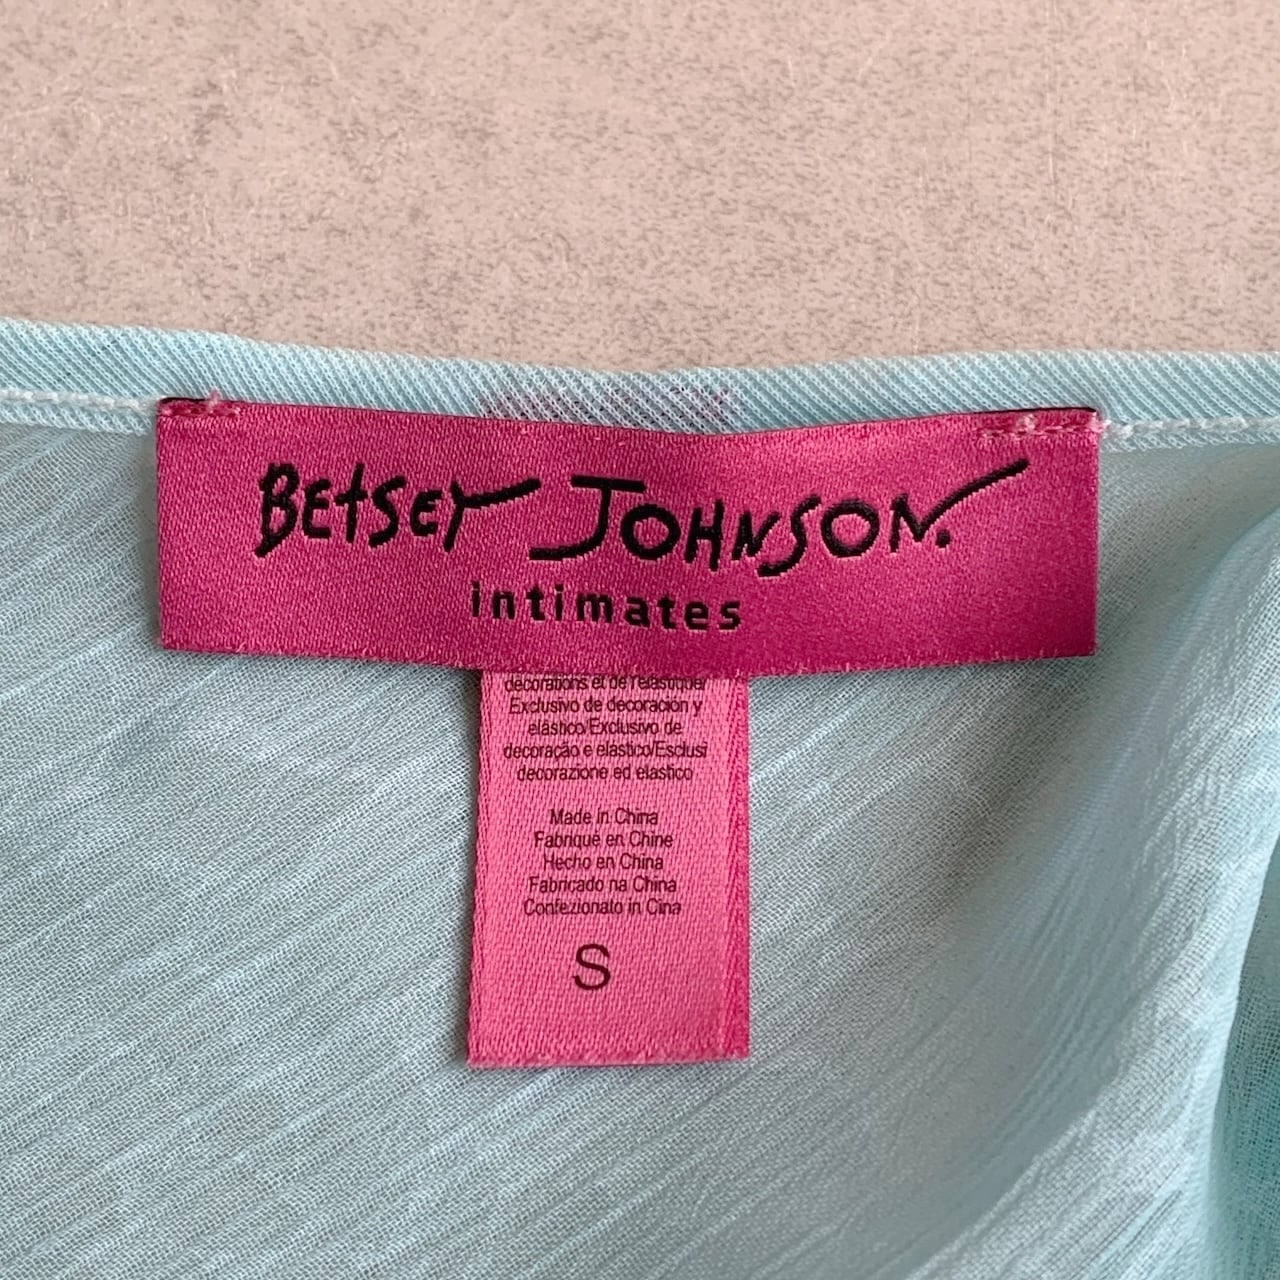 BETSEY JOHNSON.
intimates
decorations et de l'elastique/
Exclusivo de decoración y
elástico/Exclusivo de
decoração e elastico/Esclusi
decorazione ed elastico
Made in China
Fabriqué en Chine
Hecho en China
Fabricado na China
Confezionato in Cina
S